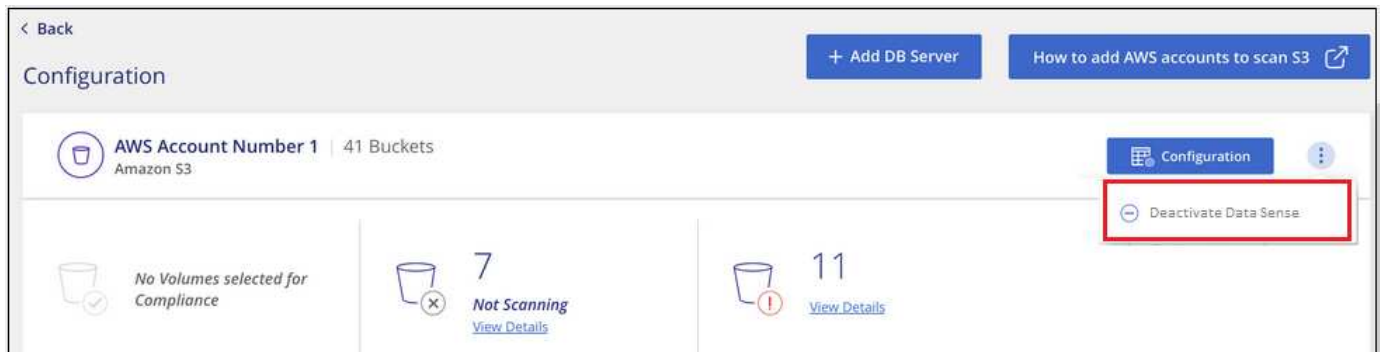 < Back
Configuration
+ Add DB Server
How to add AWS accounts to scan S3
AWS Account Number 1 | 41 Buckets
Amazon S3
Configuration
Deactivate Data Sense
No Volumes selected for
Compliance
7
Not Scanning
View Details
11
View Details